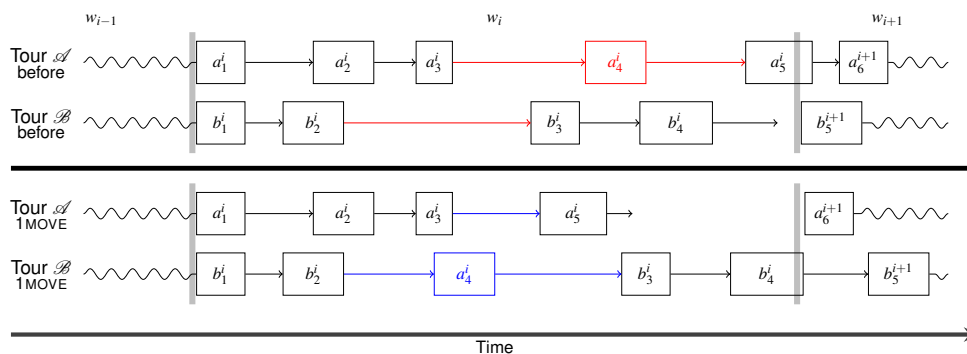 w_{i-1} w_i w_{i+1}
Tour 𝒜 before a_1^i a_2^i a_3^i a_4^i a_5^i a_6^{i+1}
Tour ℬ before b_1^i b_2^i b_3^i b_4^i b_5^{i+1}
Tour 𝒜 1MOVE a_1^i a_2^i a_3^i a_5^i a_6^{i+1}
Tour ℬ 1MOVE b_1^i b_2^i a_4^i b_3^i b_4^i b_5^{i+1}
Time